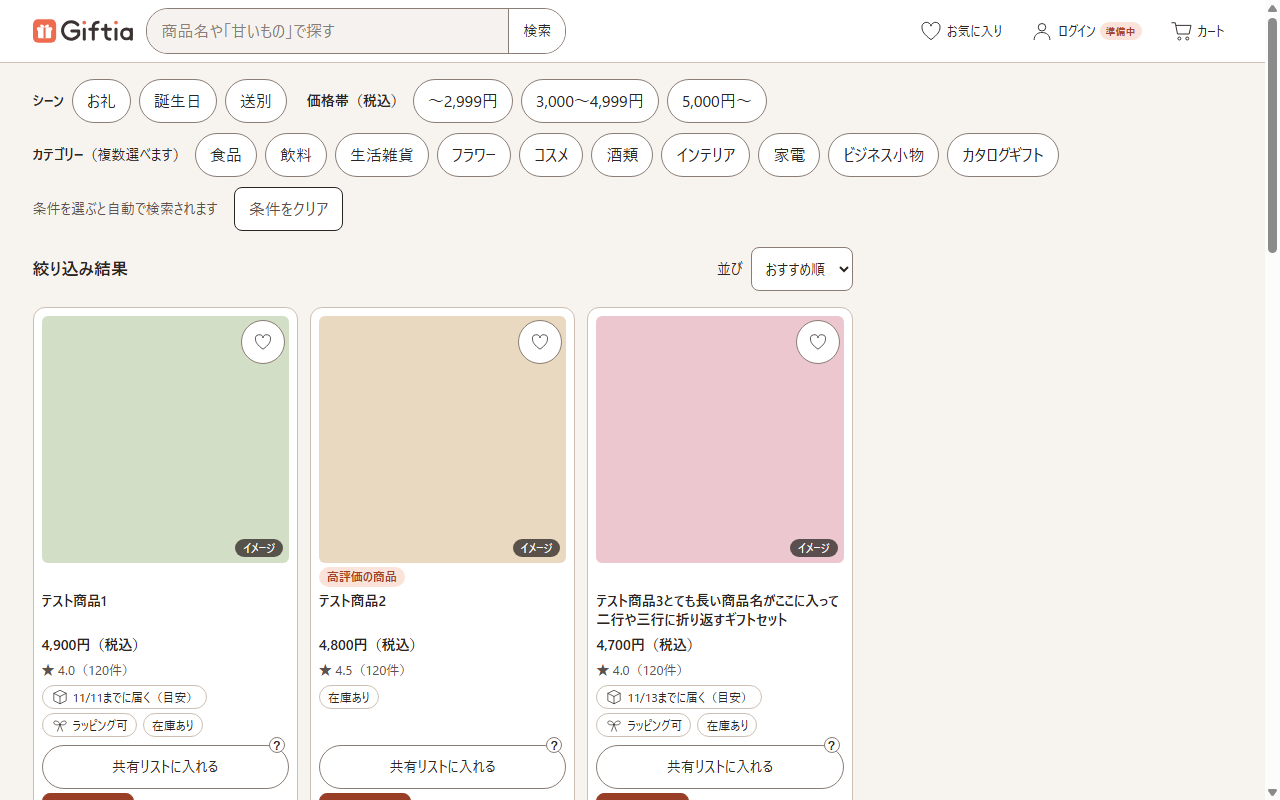 Giftia
商品名や「甘いもの」で探す
検索
お気に入り
ログイン 準備中
カート
シーン お礼 誕生日 送別 価格帯（税込） 〜2,999円 3,000〜4,999円 5,000円〜
カテゴリー（複数選べます） 食品 飲料 生活雑貨 フラワー コスメ 酒類 インテリア 家電 ビジネス小物 カタログギフト
条件を選ぶと自動で検索されます 条件をクリア
絞り込み結果
並び おすすめ順
イメージ
テスト商品1
4,900円（税込）
★ 4.0（120件）
11/11までに届く（目安）
ラッピング可 在庫あり
?
共有リストに入れる
イメージ
高評価の商品
テスト商品2
4,800円（税込）
★ 4.5（120件）
在庫あり
?
共有リストに入れる
イメージ
テスト商品3とても長い商品名がここに入って
二行や三行に折り返すギフトセット
4,700円（税込）
★ 4.0（120件）
11/13までに届く（目安）
ラッピング可 在庫あり
?
共有リストに入れる